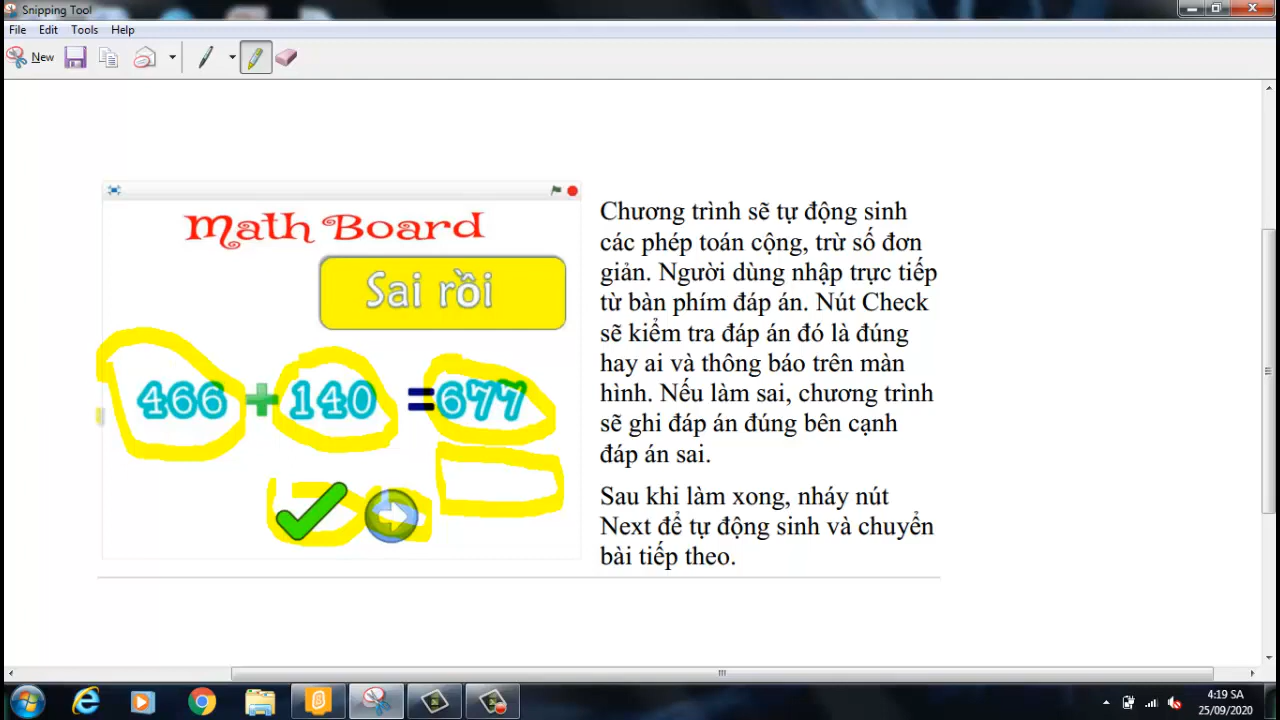 Snipping Tool
File Edit Tools Help
New
Math Board
Sai rồi
466 + 140 = 677
Chương trình sẽ tự động sinh
các phép toán cộng, trừ số đơn
giản. Người dùng nhập trực tiếp
từ bàn phím đáp án. Nút Check
sẽ kiểm tra đáp án đó là đúng
hay ai và thông báo trên màn
hình. Nếu làm sai, chương trình
sẽ ghi đáp án đúng bên cạnh
đáp án sai.
Sau khi làm xong, nháy nút
Next để tự động sinh và chuyển
bài tiếp theo.
4:19 SA
25/09/2020